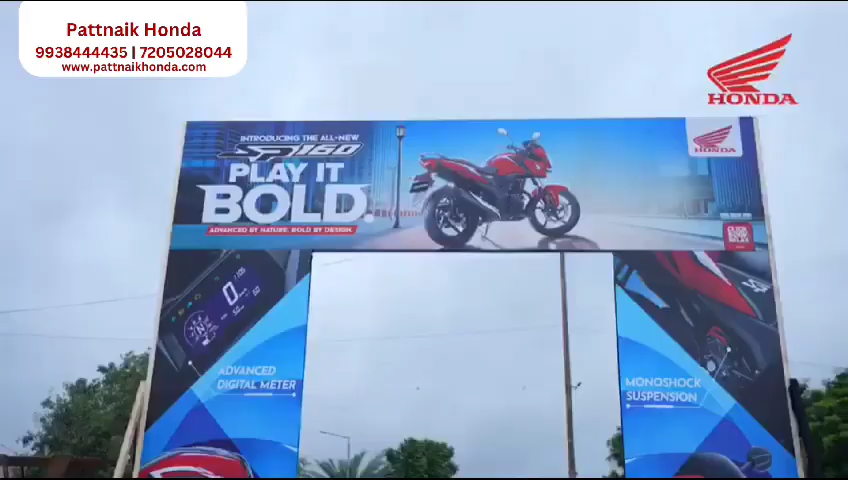 Pattnaik Honda
9938444435 | 7205028044
www.pattnaikhonda.com
HONDA
INTRODUCING THE ALL-NEW
SP160
PLAY IT
BOLD.
ADVANCED BY NATURE. BOLD BY DESIGN.
HONDA
0
ADVANCED
DIGITAL METER
MONOSHOCK
SUSPENSION